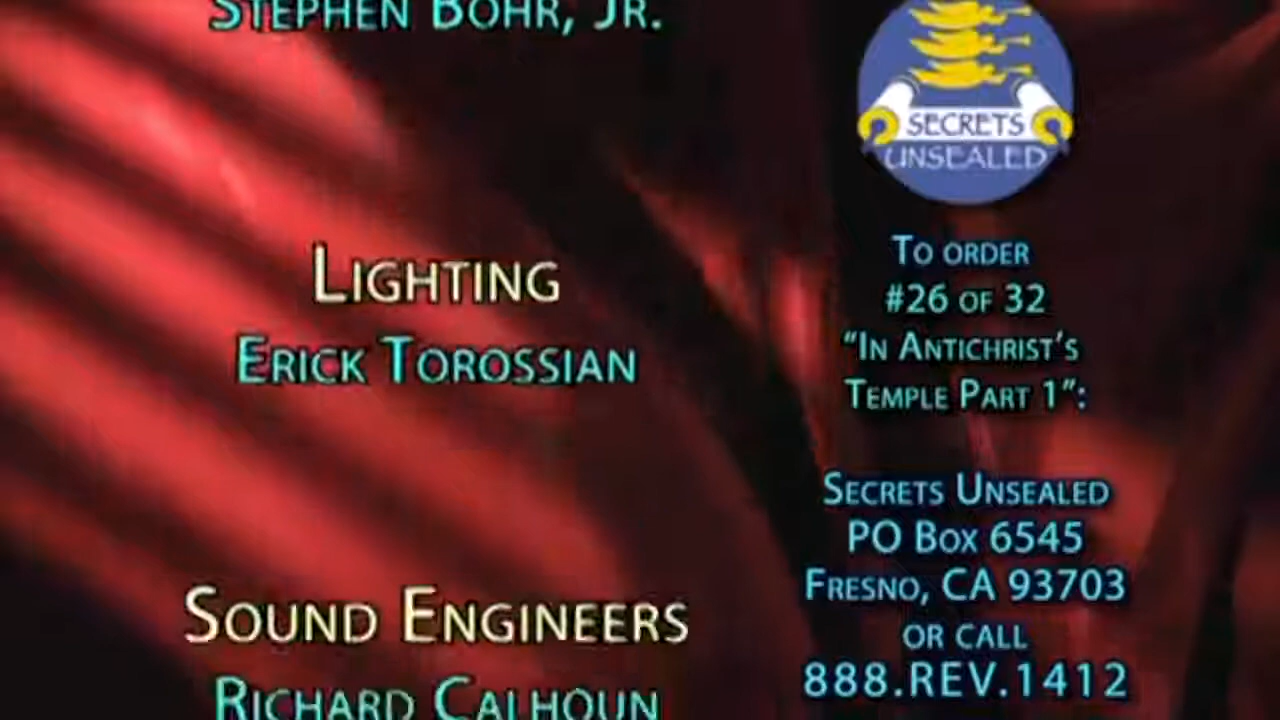 STEPHEN BOHR, JR.
LIGHTING
ERICK TOROSSIAN
SOUND ENGINEERS
RICHARD CALHOUN
SECRETS
UNSEALED
TO ORDER
#26 OF 32
"IN ANTICHRIST'S
TEMPLE PART 1":
SECRETS UNSEALED
PO BOX 6545
FRESNO, CA 93703
OR CALL
888.REV.1412